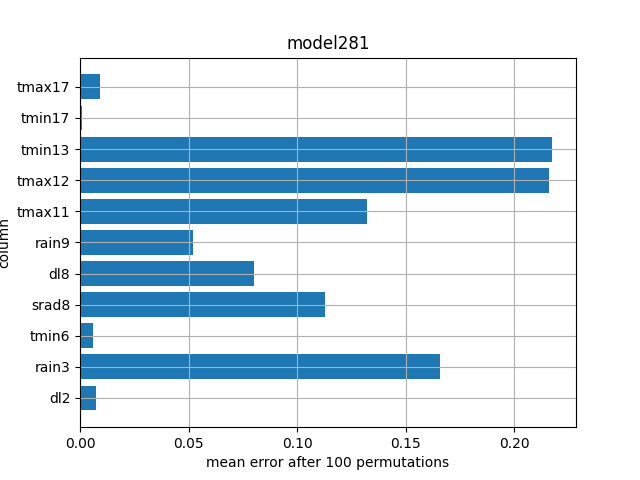 model281
tmax17
tmin17
tmin13
tmax12
tmax11
rain9
dl8
srad8
tmin6
rain3
dl2
column
0.00 0.05 0.10 0.15 0.20
mean error after 100 permutations